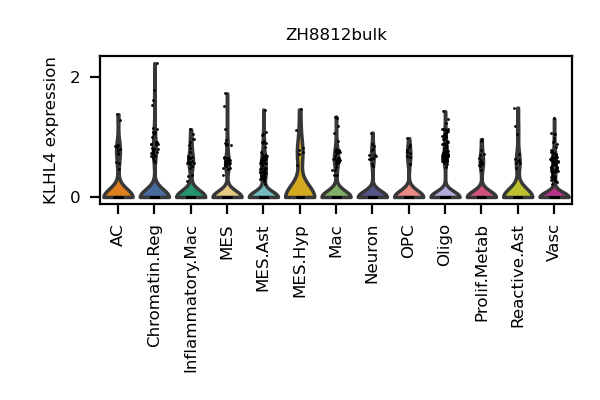 ZH8812bulk
KLHL4 expression
2
0
AC
Chromatin.Reg
Inflammatory.Mac
MES
MES.Ast
MES.Hyp
Mac
Neuron
OPC
Oligo
Prolif.Metab
Reactive.Ast
Vasc